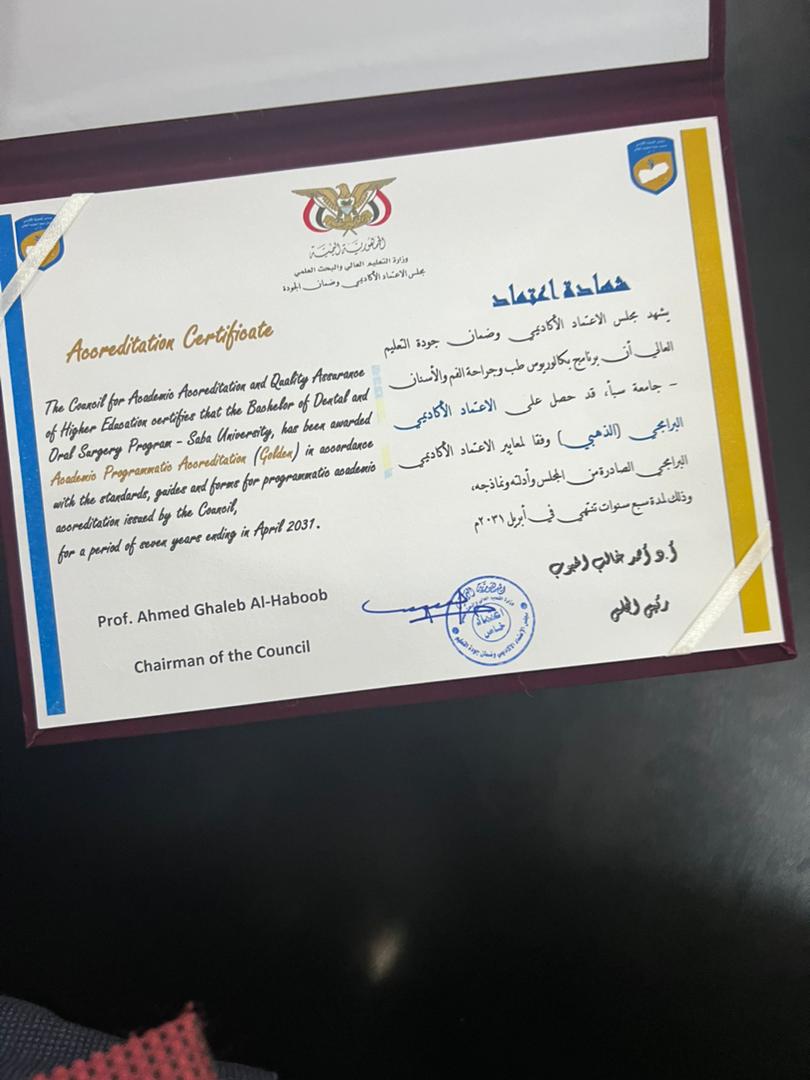 الجمهورية اليمنية
وزارة التعليم العالي والبحث العلمي
مجلس الاعتماد الأكاديمي وضمان الجودة
شهادة اعتماد
يشهد مجلس الاعتماد الأكاديمي وضمان جودة التعليم
العالي أن برنامج بكالوريوس طب وجراحة الفم والأسنان
– جامعة سبأ، قد حصل على الاعتماد الأكاديمي
البرامجي (الذهبي) وفقا لمعايير الاعتماد الأكاديمي
البرامجي الصادرة من المجلس وأدلته ونماذجه،
وذلك لمدة سبع سنوات تنتهي في أبريل ٢٠٣١م
أ.د أحمد غالب الهبوب
رئيس المجلس
Accreditation Certificate
The Council for Academic Accreditation and Quality Assurance
of Higher Education certifies that the Bachelor of Dental and
Oral Surgery Program - Saba University, has been awarded
Academic Programmatic Accreditation (Golden) in accordance
with the standards, guides and forms for programmatic academic
accreditation issued by the Council,
for a period of seven years ending in April 2031.
Prof. Ahmed Ghaleb Al-Haboob
Chairman of the Council